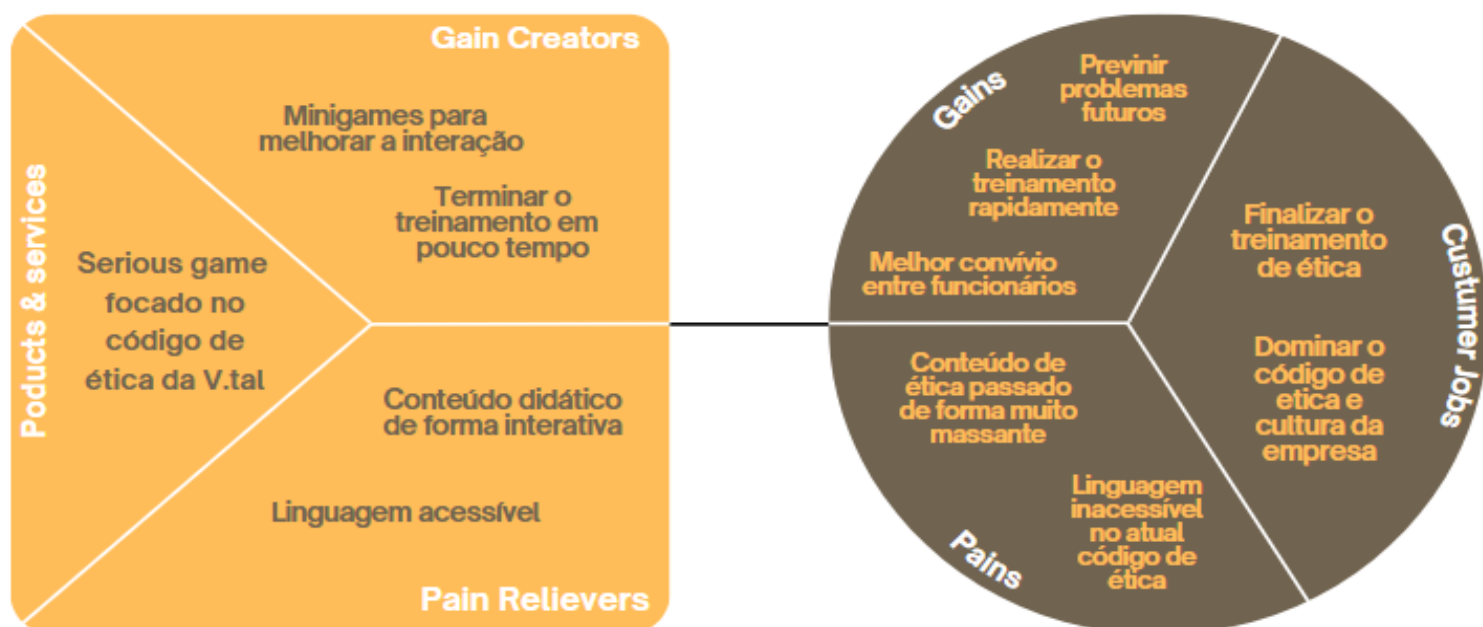 Gain Creators
Minigames para
melhorar a interação
Terminar o
treinamento em
pouco tempo
Poducts & services
Serious game
focado no
código de
ética da V.tal
Conteúdo didático
de forma interativa
Linguagem acessível
Pain Relievers
Gains
Previnir
problemas
futuros
Realizar o
treinamento
rapidamente
Melhor convívio
entre funcionários
Custumer Jobs
Finalizar o
treinamento
de ética
Dominar o
código de
etica e
cultura da
empresa
Conteúdo de
ética passado
de forma muito
massante
Linguagem
inacessível
no atual
código de
ética
Pains